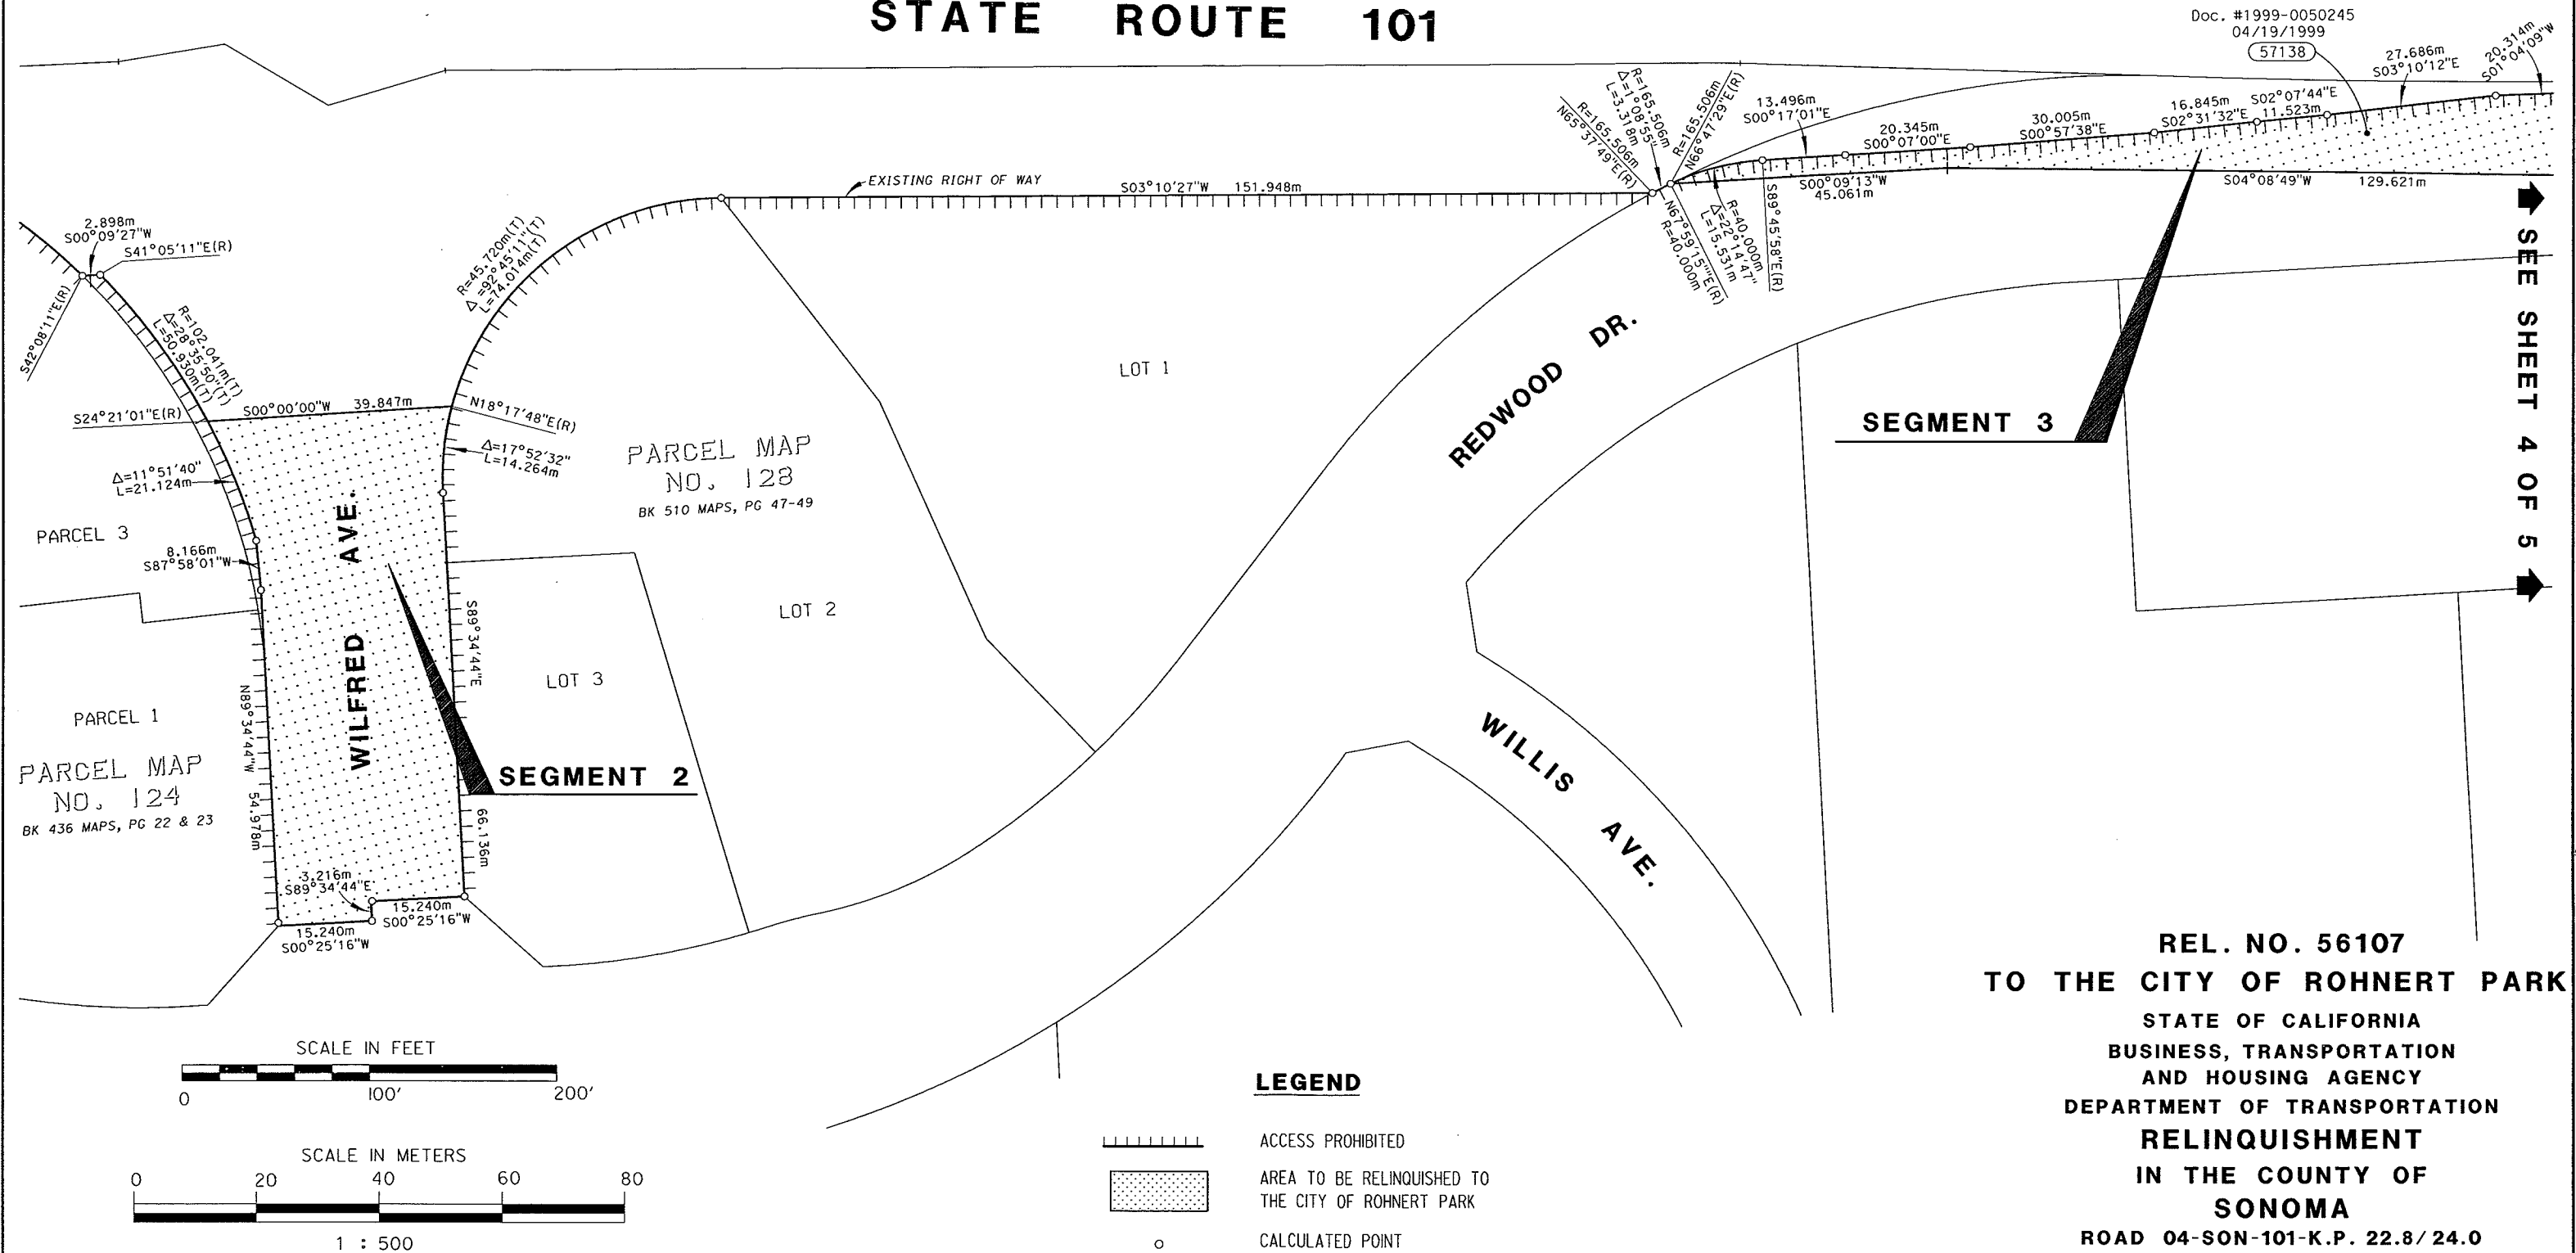 STATE ROUTE 101
Doc. #1999-0050245
04/19/1999
57138
27.686m
S03°10'12"E
20.314m
S01°04'09"W
R=165.506m
N65°37'49"E(R)
R=165.506m
Δ=1°08'55"
L=3.318m
R=165.506m
N66°47'29"E(R)
13.496m
S00°17'01"E
20.345m
S00°07'00"E
30.005m
S00°57'38"E
16.845m
S02°31'32"E
S02°07'44"E
11.523m
EXISTING RIGHT OF WAY
S03°10'27"W 151.948m
S00°09'13"W
45.061m
S04°08'49"W 129.621m
N67°59'15""E(R)
R=40.000m
R=40.000m
Δ=22°14'47"
L=15.531m
S89°45'58"E(R)
2.898m
S00°09'27"W
S41°05'11"E(R)
S42°08'11"E(R)
R=102.041m(T)
Δ=28°35'50"(T)
L=50.930m(T)
R=45.720m(T)
Δ=92°45'11"(T)
L=74.014m(T)
S24°21'01"E(R)
S00°00'00"W 39.847m
N18°17'48"E(R)
Δ=17°52'32"
L=14.264m
Δ=11°51'40"
L=21.124m
PARCEL 3
8.166m
S87°58'01"W
PARCEL MAP
NO. 128
BK 510 MAPS, PG 47-49
LOT 1
LOT 2
LOT 3
REDWOOD DR.
SEGMENT 3
SEE SHEET 4 OF 5
WILFRED AVE.
S89°34'44"E
66.136m
N89°34'44"W
54.978m
PARCEL 1
PARCEL MAP
NO. 124
BK 436 MAPS, PG 22 & 23
SEGMENT 2
WILLIS AVE.
3.216m
S89°34'44"E
15.240m
S00°25'16"W
15.240m
S00°25'16"W
SCALE IN FEET
0 100' 200'
SCALE IN METERS
0 20 40 60 80
1 : 500
LEGEND
ACCESS PROHIBITED
AREA TO BE RELINQUISHED TO
THE CITY OF ROHNERT PARK
CALCULATED POINT
REL. NO. 56107
TO THE CITY OF ROHNERT PARK
STATE OF CALIFORNIA
BUSINESS, TRANSPORTATION
AND HOUSING AGENCY
DEPARTMENT OF TRANSPORTATION
RELINQUISHMENT
IN THE COUNTY OF
SONOMA
ROAD 04-SON-101-K.P. 22.8/24.0